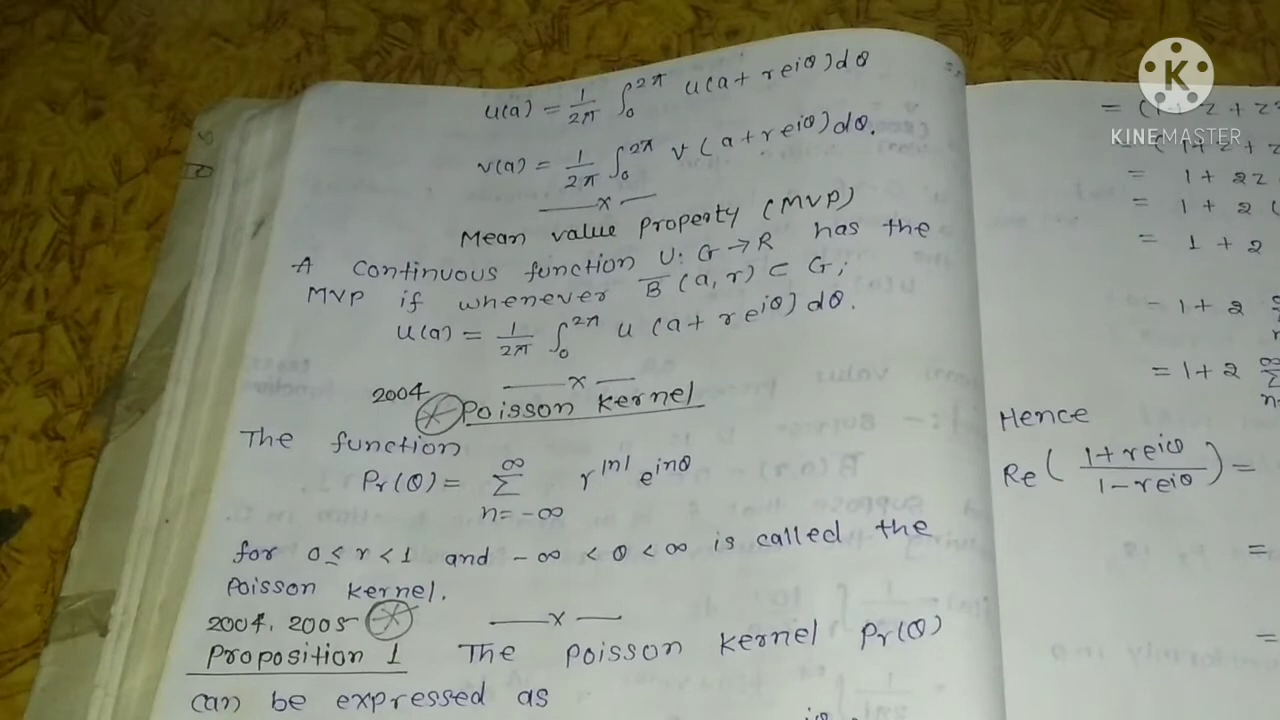 u(a) = 1/2π ∫₀^2π u(a + re^iθ) dθ
v(a) = 1/2π ∫₀^2π v(a + re^iθ) dθ.
—x—
Mean value Property (MVP)
A continuous function U: G → R has the
MVP if whenever B̅(a, r) ⊂ G;
u(a) = 1/2π ∫₀^2π u(a + re^iθ) dθ.
—x—
2004
Poisson kernel
The function
Pr(θ) = ∑_{n=-∞}^{∞} r^|n| e^inθ
for 0 ≤ r < 1 and -∞ < θ < ∞ is called the
Poisson kernel.
—x—
2004, 2005
Proposition 1 The Poisson kernel Pr(θ)
can be expressed as
= 1 + 2z
= 1 + 2 (
= 1 + 2
- 1 + 2
= 1 + 2 ∑
Hence
Re( (1 + re^iθ) / (1 - re^iθ) ) =
=
=
K
KINEMASTER